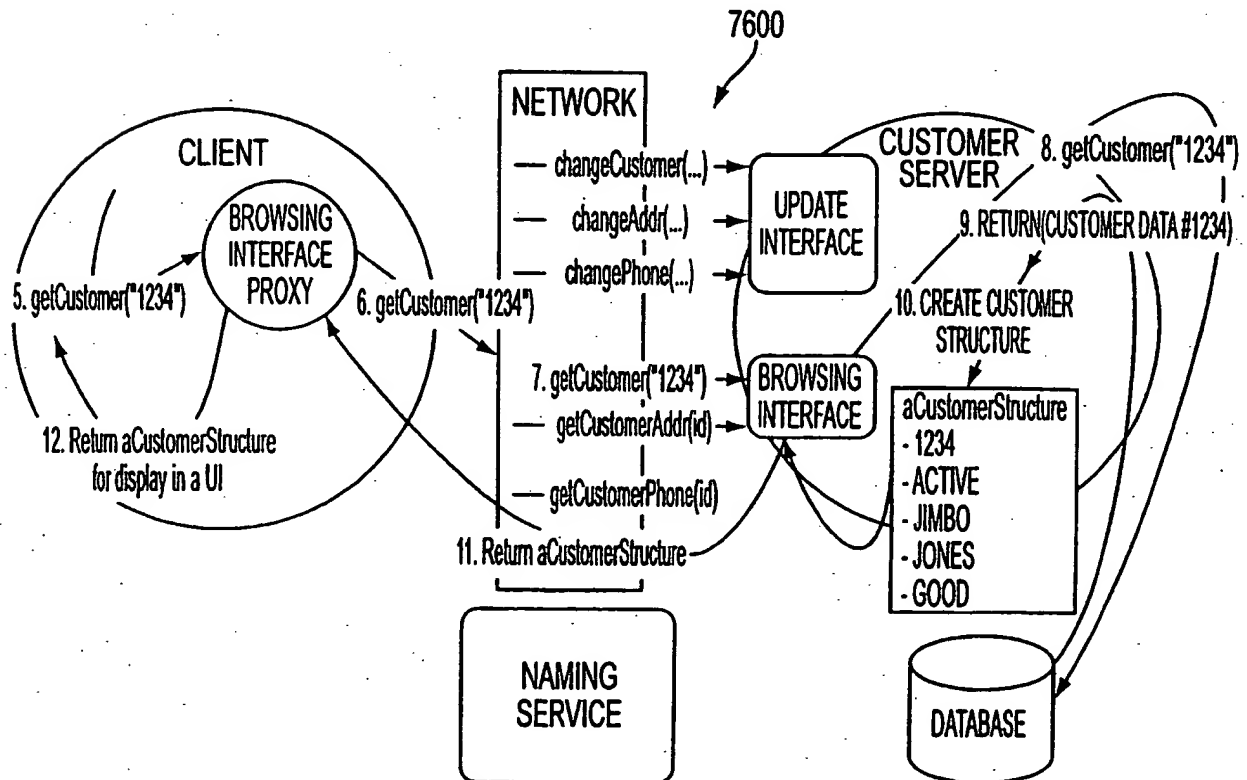 7600
NETWORK
CLIENT
changeCustomer(...)
changeAddr(...)
changePhone(...)
UPDATE
INTERFACE
CUSTOMER
SERVER
8. getCustomer("1234")
9. RETURN(CUSTOMER DATA #1234)
10. CREATE CUSTOMER
STRUCTURE
BROWSING
INTERFACE
PROXY
5. getCustomer("1234")
6. getCustomer("1234")
7. getCustomer("1234")
getCustomerAddr(id)
getCustomerPhone(id)
BROWSING
INTERFACE
aCustomerStructure
- 1234
- ACTIVE
- JIMBO
- JONES
- GOOD
11. Return aCustomerStructure
12. Return aCustomerStructure
for display in a UI
NAMING
SERVICE
DATABASE